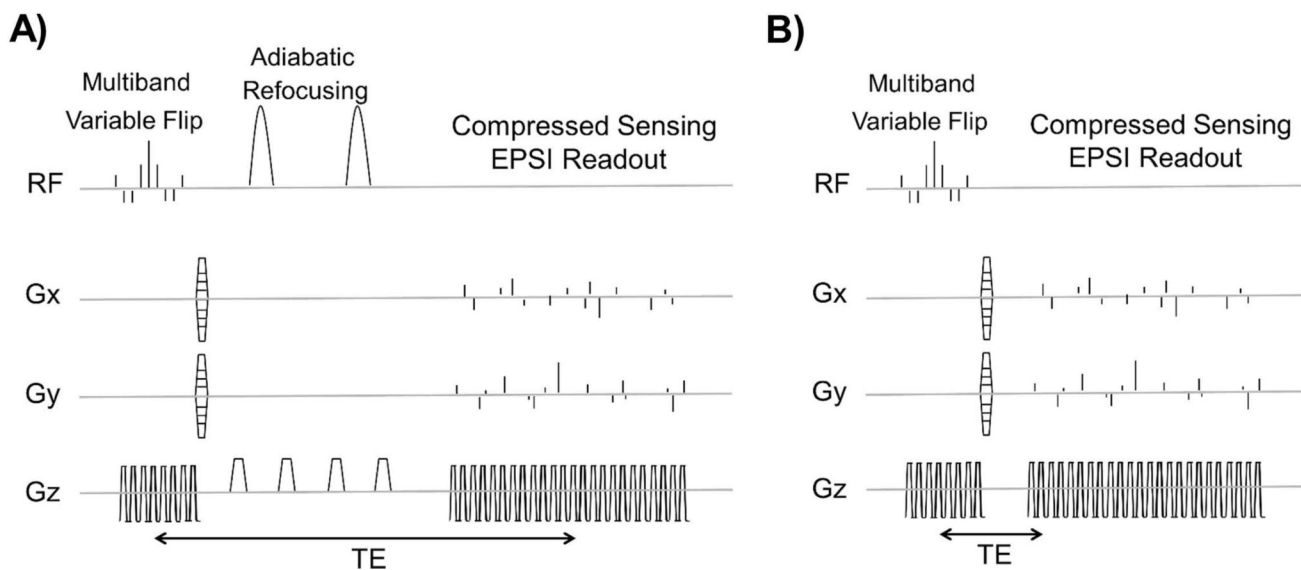 A)
Multiband
Variable Flip
Adiabatic
Refocusing
Compressed Sensing
EPSI Readout
RF
Gx
Gy
Gz
TE
B)
Multiband
Variable Flip
Compressed Sensing
EPSI Readout
RF
Gx
Gy
Gz
TE